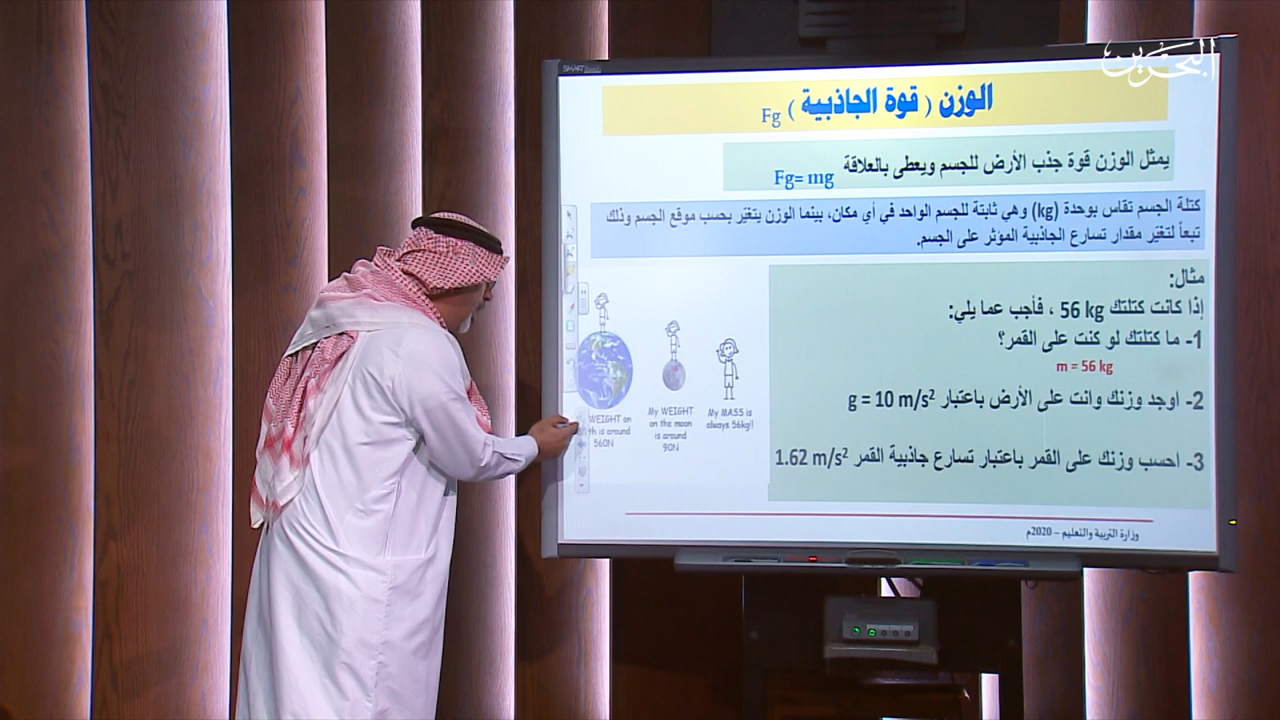 البحرين
SMART
الوزن ( قوة الجاذبية ) Fg
يمثل الوزن قوة جذب الأرض للجسم ويعطى بالعلاقة Fg= mg
كتلة الجسم تقاس بوحدة (kg) وهي ثابتة للجسم الواحد في أي مكان، بينما الوزن يتغيّر بحسب موقع الجسم وذلك
تبعاً لتغيّر مقدار تسارع الجاذبية المؤثر على الجسم.
مثال:
إذا كانت كتلتك 56 kg ، فأجب عما يلي:
1- ما كتلتك لو كنت على القمر؟
m = 56 kg
2- اوجد وزنك وانت على الأرض باعتبار g = 10 m/s²
3- احسب وزنك على القمر باعتبار تسارع جاذبية القمر 1.62 m/s²
WEIGHT on
th is around
560N
My WEIGHT
on the moon
is around
90N
My MASS is
always 56kg!!
وزارة التربية والتعليم – 2020م